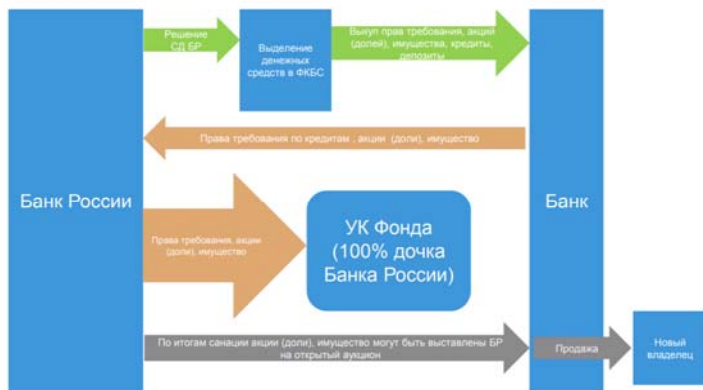 Решение
СД БР
Выделение
денежных
средств в ФКБС
Выкуп права требования, акций
(долей), имущества, кредиты,
депозиты
Права требования по кредитам , акции (доли), имущество
Банк России
Банк
Права требования, акции
(доли), имущество
УК Фонда
(100% дочка
Банка России)
По итогам санации акции (доли), имущество могут быть выставлены БР
на открытый аукцион
Продажа
Новый
владелец